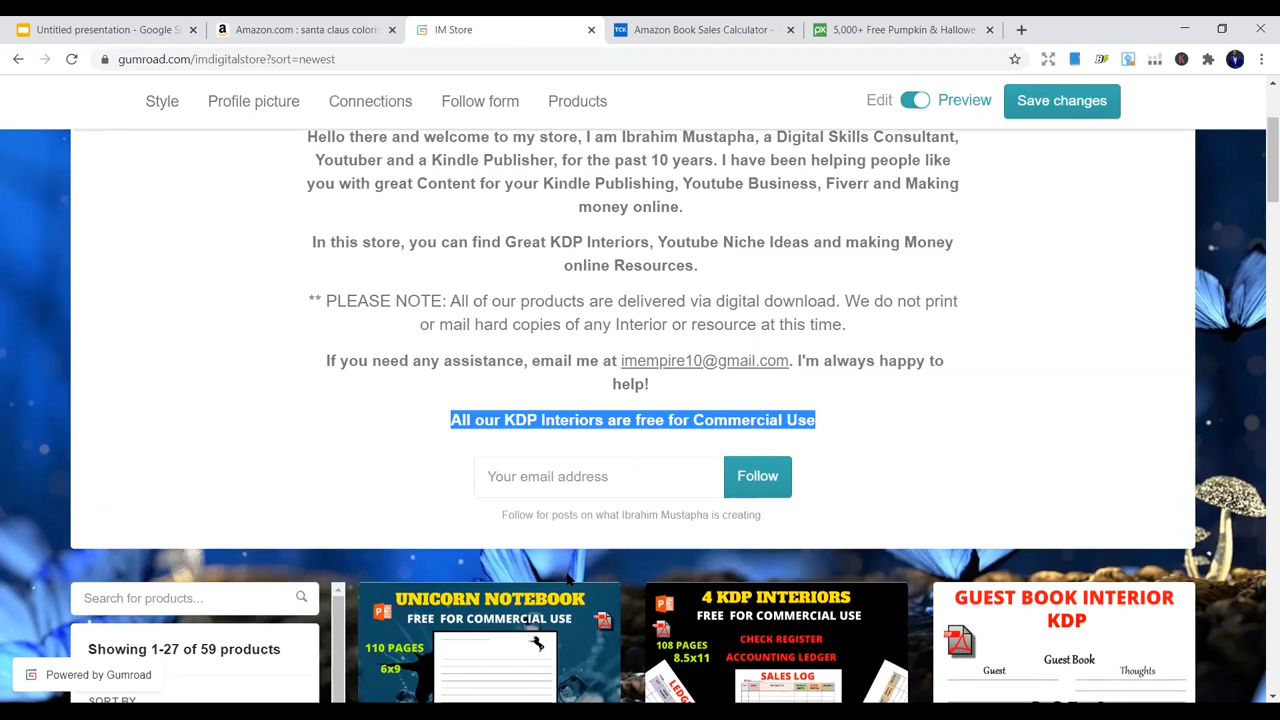 Untitled presentation - Google S
Amazon.com : santa claus colorin
IM Store
Amazon Book Sales Calculator -
5,000+ Free Pumpkin & Hallowe
gumroad.com/imdigitalstore?sort=newest
Style
Profile picture
Connections
Follow form
Products
Edit
Preview
Save changes
Hello there and welcome to my store, I am Ibrahim Mustapha, a Digital Skills Consultant,
Youtuber and a Kindle Publisher, for the past 10 years. I have been helping people like
you with great Content for your Kindle Publishing, Youtube Business, Fiverr and Making
money online.
In this store, you can find Great KDP Interiors, Youtube Niche Ideas and making Money
online Resources.
** PLEASE NOTE: All of our products are delivered via digital download. We do not print
or mail hard copies of any Interior or resource at this time.
If you need any assistance, email me at imempire10@gmail.com. I'm always happy to
help!
All our KDP Interiors are free for Commercial Use
Your email address
Follow
Follow for posts on what Ibrahim Mustapha is creating.
Search for products...
Showing 1-27 of 59 products
SORT BY
Powered by Gumroad
UNICORN NOTEBOOK
FREE FOR COMMERCIAL USE
110 PAGES
6x9
4 KDP INTERIORS
FREE FOR COMMERCIAL USE
108 PAGES
8.5x11
CHECK REGISTER
ACCOUNTING LEDGER
SALES LOG
GUEST BOOK INTERIOR
KDP
Guest Book
Guest
Thoughts